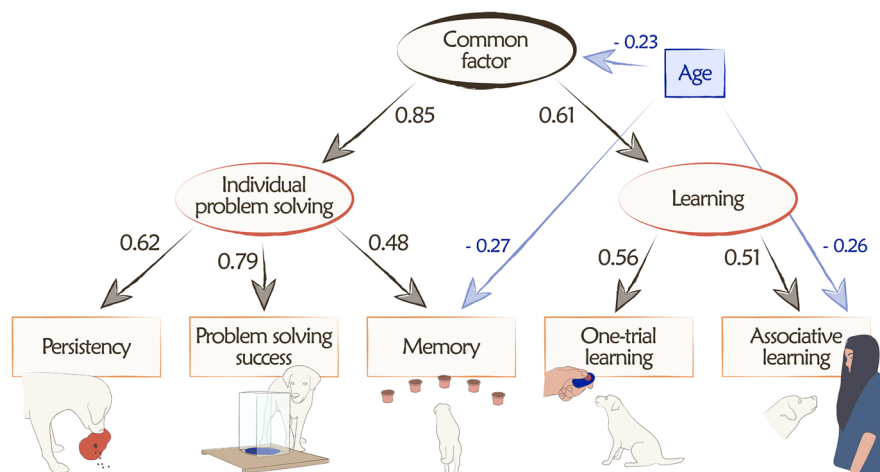 Common
factor
- 0.23
Age
0.85
0.61
Individual
problem solving
Learning
0.62
0.79
0.48
- 0.27
0.56
0.51
- 0.26
Persistency
Problem solving
success
Memory
One-trial
learning
Associative
learning